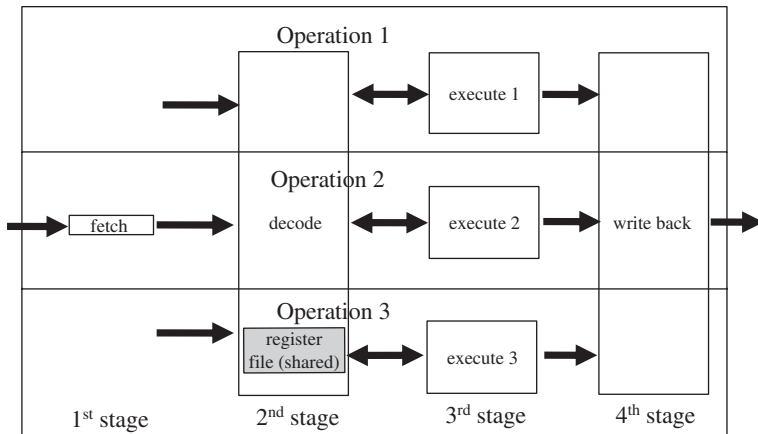 Operation 1
execute 1
Operation 2
fetch
decode
execute 2
write back
Operation 3
register
file (shared)
execute 3
1st stage
2nd stage
3rd stage
4th stage